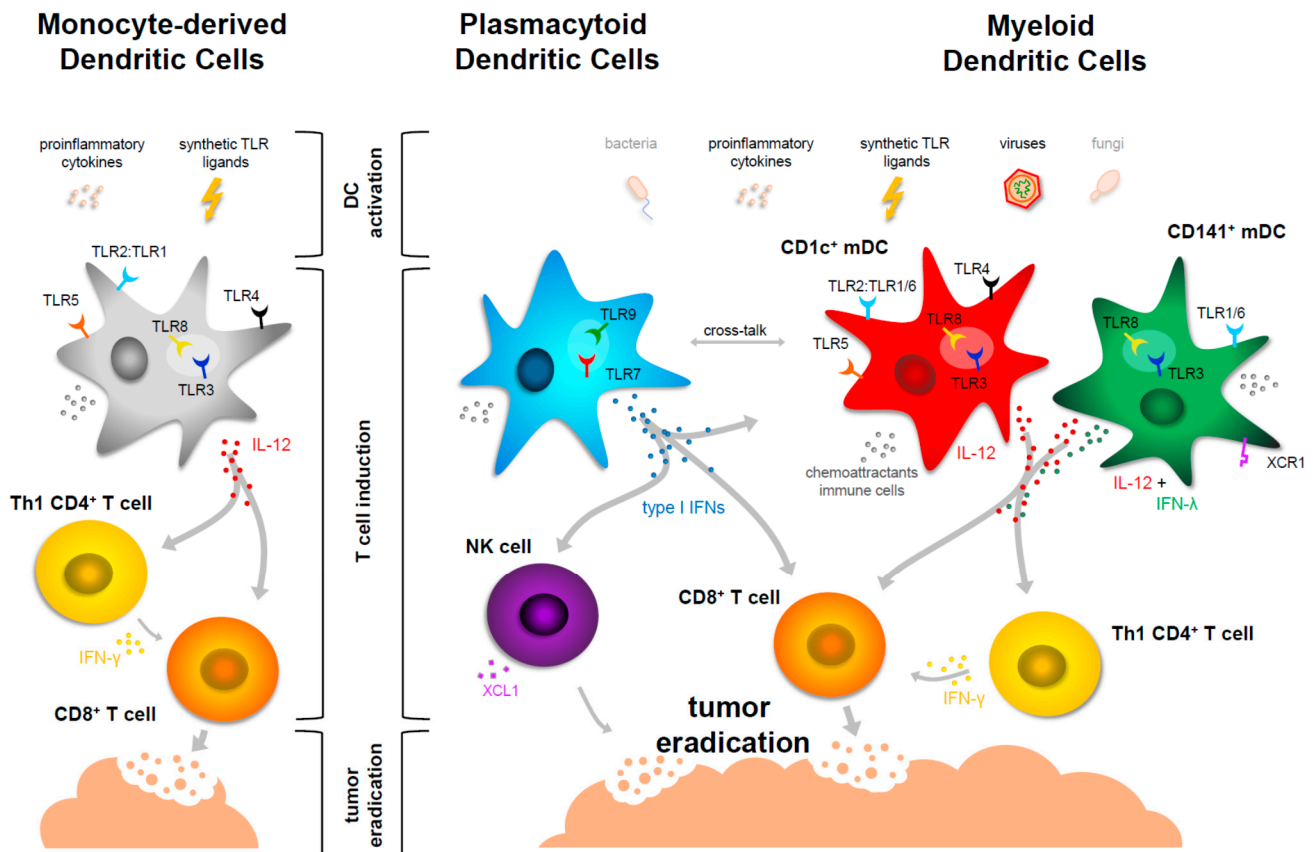 Monocyte-derived
Dendritic Cells
Plasmacytoid
Dendritic Cells
Myeloid
Dendritic Cells
proinflammatory
cytokines
synthetic TLR
ligands
DC
activation
bacteria
proinflammatory
cytokines
synthetic TLR
ligands
viruses
fungi
TLR2:TLR1
TLR5
TLR4
TLR8
TLR3
IL-12
Th1 CD4⁺ T cell
IFN-γ
CD8⁺ T cell
T cell induction
TLR9
TLR7
cross-talk
CD1c⁺ mDC
TLR4
TLR2:TLR1/6
TLR8
TLR5
TLR3
IL-12
chemoattractants
immune cells
CD141⁺ mDC
TLR1/6
TLR8
TLR3
XCR1
IL-12 +
IFN-λ
type I IFNs
NK cell
XCL1
CD8⁺ T cell
Th1 CD4⁺ T cell
IFN-γ
tumor
eradication
tumor
eradication